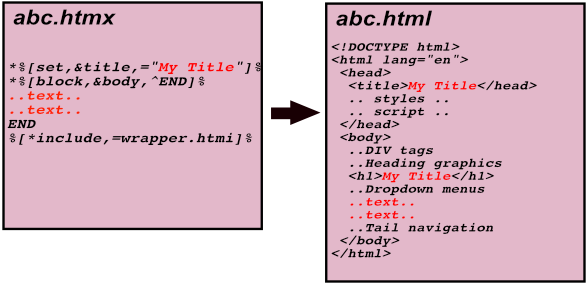 abc.htmx
*%[set,&title,="My Title"]%
*%[block,&body,^END]%
..text..
..text..
END
%[*include,=wrapper.htmi]%
abc.html
<!DOCTYPE html>
<html lang="en">
<head>
<title>My Title</head>
.. styles ..
.. script ..
</head>
<body>
..DIV tags
..Heading graphics
<h1>My Title</h1>
..Dropdown menus
..text..
..text..
..Tail navigation
</body>
</html>